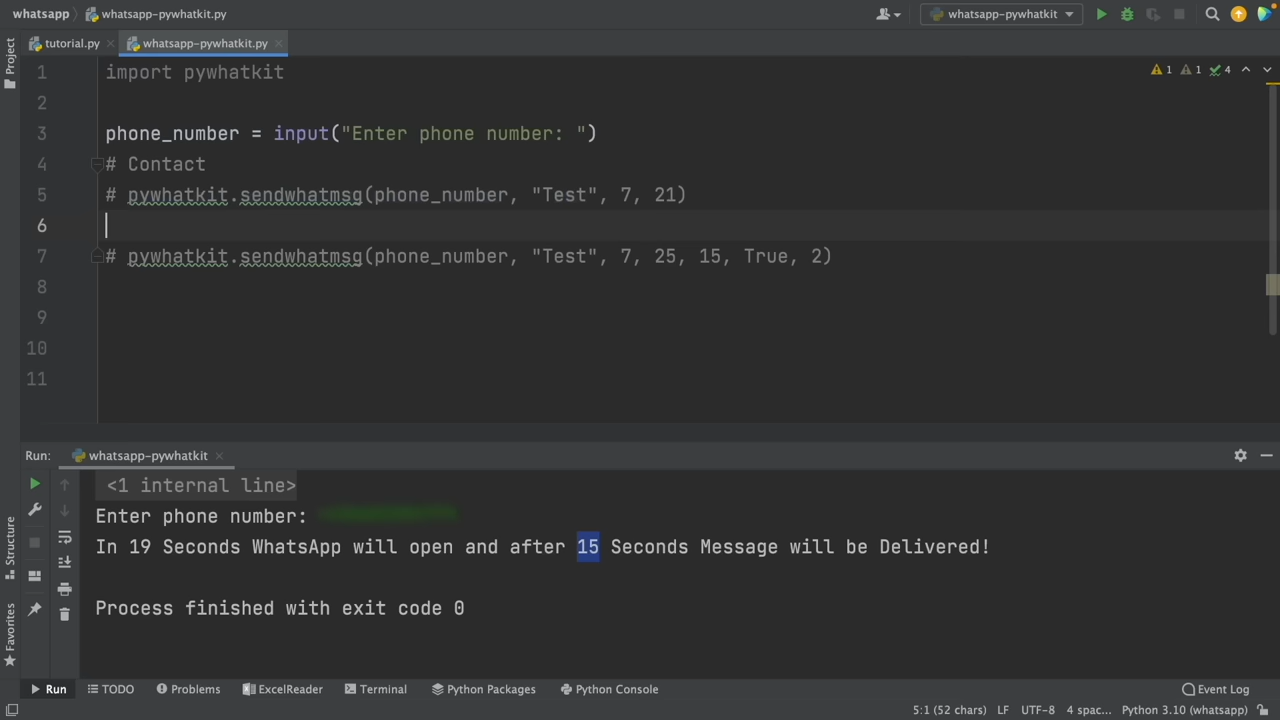 whatsapp
whatsapp-pywhatkit.py
whatsapp-pywhatkit
tutorial.py
whatsapp-pywhatkit.py
Project
1 import pywhatkit
1 1 4
2
3 phone_number = input("Enter phone number: ")
4 # Contact
5 # pywhatkit.sendwhatmsg(phone_number, "Test", 7, 21)
6
7 # pywhatkit.sendwhatmsg(phone_number, "Test", 7, 25, 15, True, 2)
8
9
10
11
Run: whatsapp-pywhatkit
<1 internal line>
Enter phone number:
In 19 Seconds WhatsApp will open and after 15 Seconds Message will be Delivered!
Process finished with exit code 0
Structure
Favorites
Run TODO Problems ExcelReader Terminal Python Packages Python Console Event Log
5:1 (52 chars) LF UTF-8 4 spac... Python 3.10 (whatsapp)